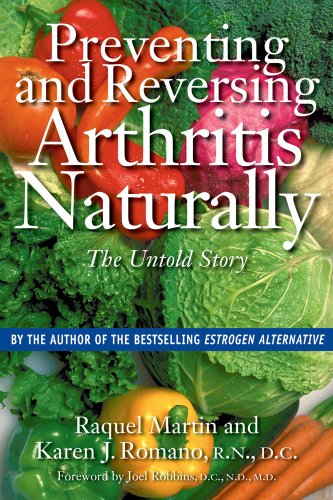 Preventing
and Reversing
Arthritis
Naturally
The Untold Story
BY THE AUTHOR OF THE BESTSELLING ESTROGEN ALTERNATIVE
Raquel Martin and
Karen J. Romano, R.N., D.C.
Foreword by Joel Robbins, D.C., N.D., M.D.